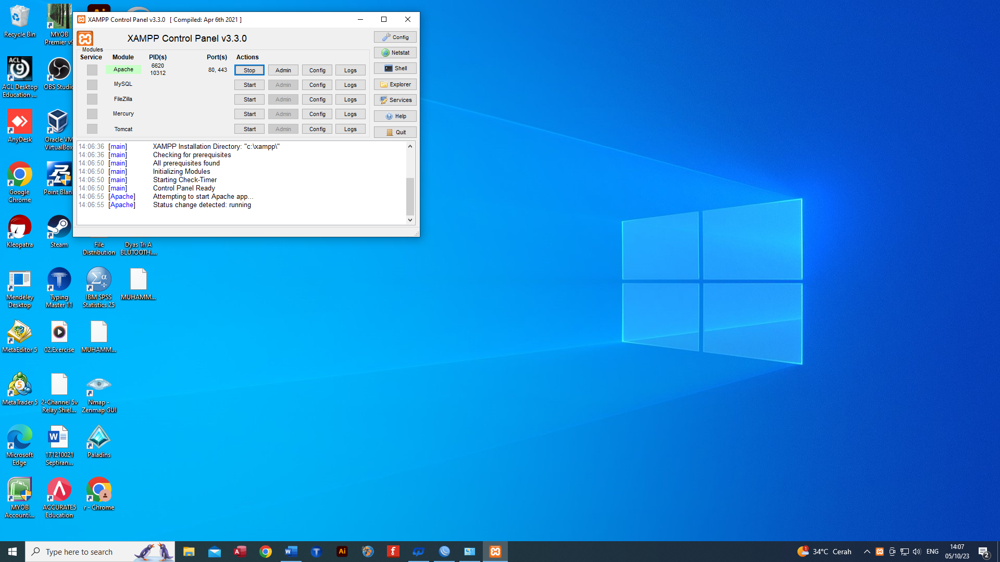 XAMPP Control Panel v3.3.0 [ Compiled: Apr 6th 2021 ]
XAMPP Control Panel v3.3.0
Modules
Service Module PID(s) Port(s) Actions
Apache 6620 10312 80, 443 Stop Admin Config Logs
MySQL Start Admin Config Logs
FileZilla Start Admin Config Logs
Mercury Start Admin Config Logs
Tomcat Start Admin Config Logs
Config
Netstat
Shell
Explorer
Services
Help
Quit
14:06:36 [main] XAMPP Installation Directory: "c:\xampp\"
14:06:36 [main] Checking for prerequisites
14:06:50 [main] All prerequisites found
14:06:50 [main] Initializing Modules
14:06:50 [main] Starting Check-Timer
14:06:50 [main] Control Panel Ready
14:06:55 [Apache] Attempting to start Apache app...
14:06:55 [Apache] Status change detected: running
Recycle Bin
MYOB
Premier v
ACL
9
ACL Desktop
Education ...
OBS Studio
AnyDesk
Oracle VM
VirtualBox
Google
Chrome
Point Blan
Kleopatra
Steam
File
Distribution
Dyas Tri A
BLUTOOTH....
Mendeley
Desktop
Typing
Master 11
IBM SPSS
Statistics 25
MUHAMM...
MetaEditor 5
02.Exercise
MUHAMM...
MetaTrader 5
2-Channel 5v
Relay Shiel...
Nmap -
Zenmap GUI
Microsoft
Edge
171210021
Septiran...
Paladins
MYOB
Accounti...
ACCURATE5
Education
r - Chrome
Type here to search
Ai
1
34°C Cerah
ENG
14:07
05/10/23
2